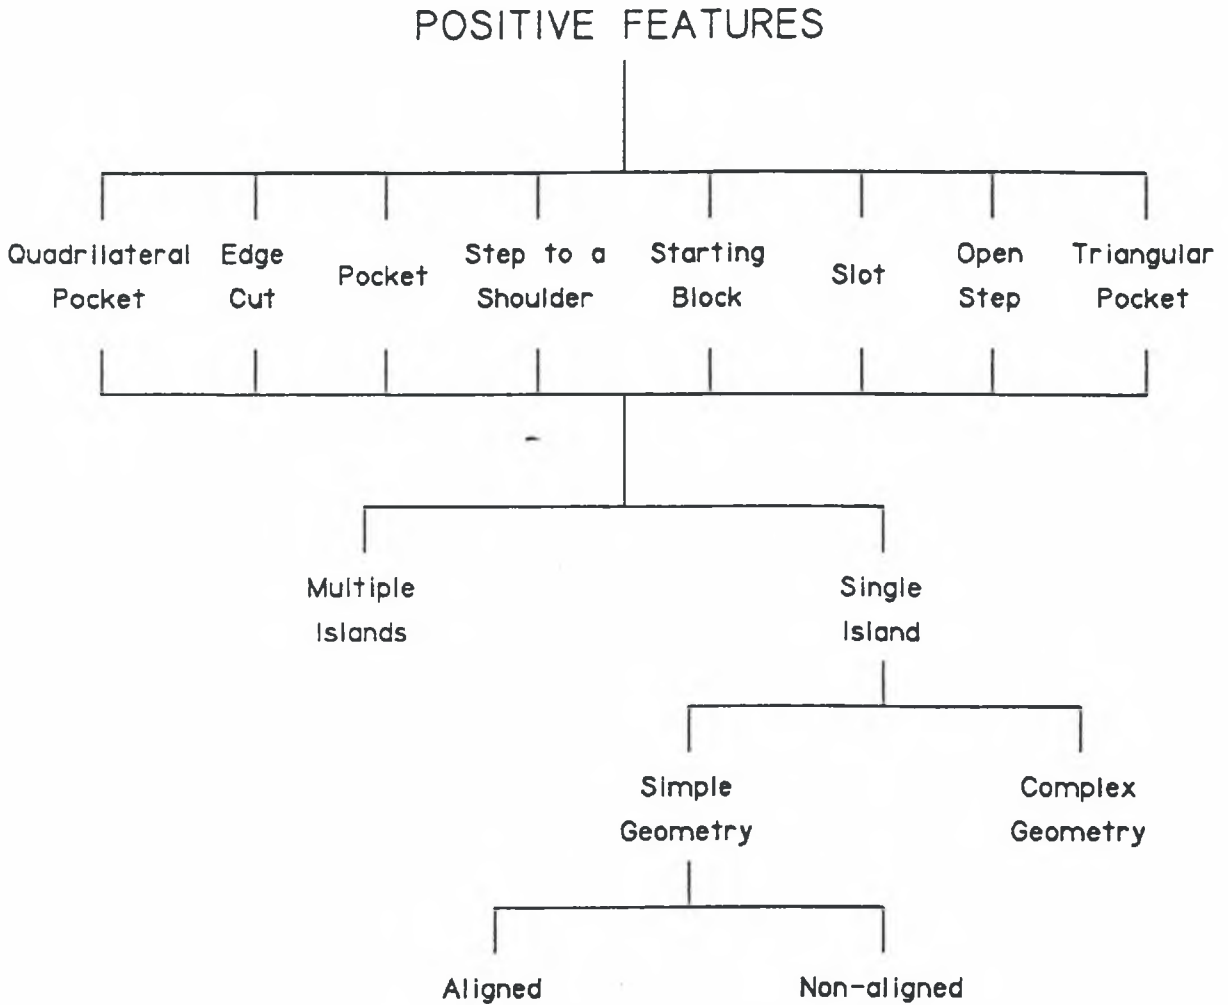 POSITIVE FEATURES
Quadrilateral
Pocket
Edge
Cut
Pocket
Step to a
Shoulder
Starting
Block
Slot
Open
Step
Triangular
Pocket
Multiple
Islands
Single
Island
Simple
Geometry
Complex
Geometry
Aligned
Non-aligned